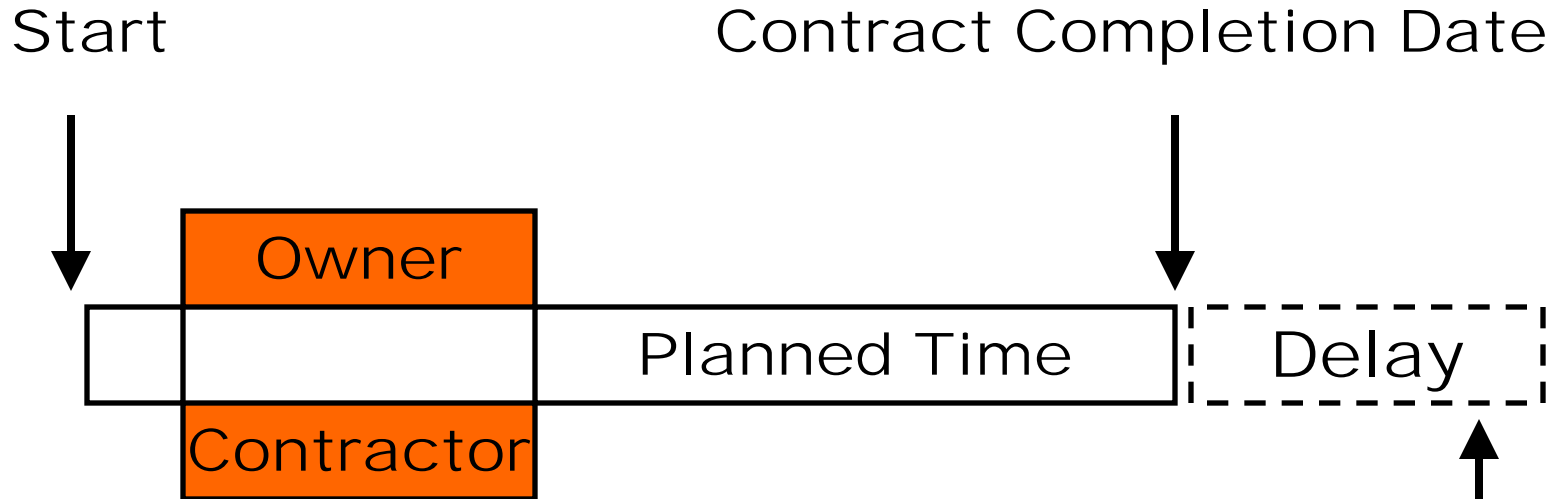 Start
Contract Completion Date
Owner
Planned Time
Delay
Contractor